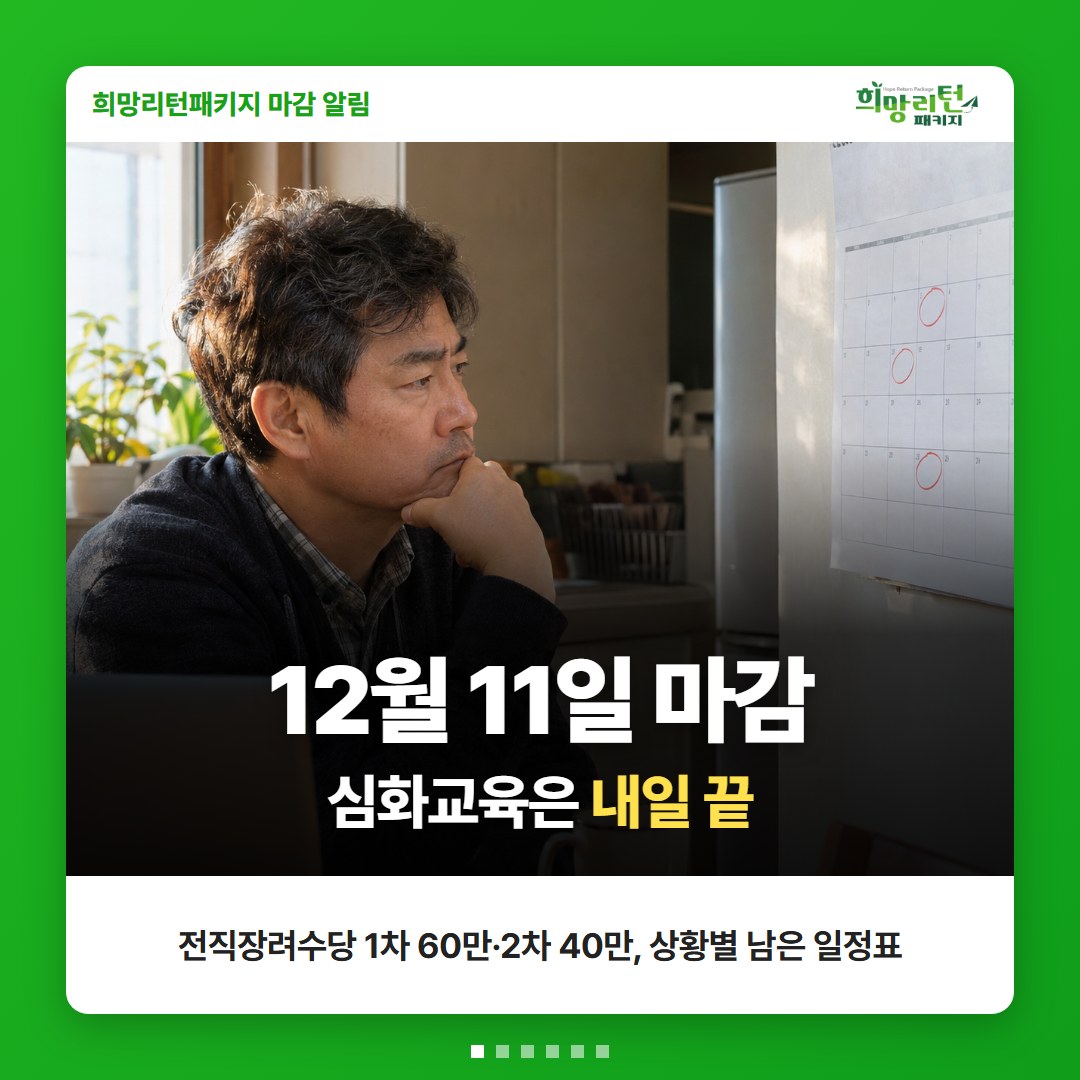 희망리턴패키지 마감 알림
Hope Return Package
희망리턴
패키지
12월 11일 마감
심화교육은 내일 끝
전직장려수당 1차 60만·2차 40만, 상황별 남은 일정표